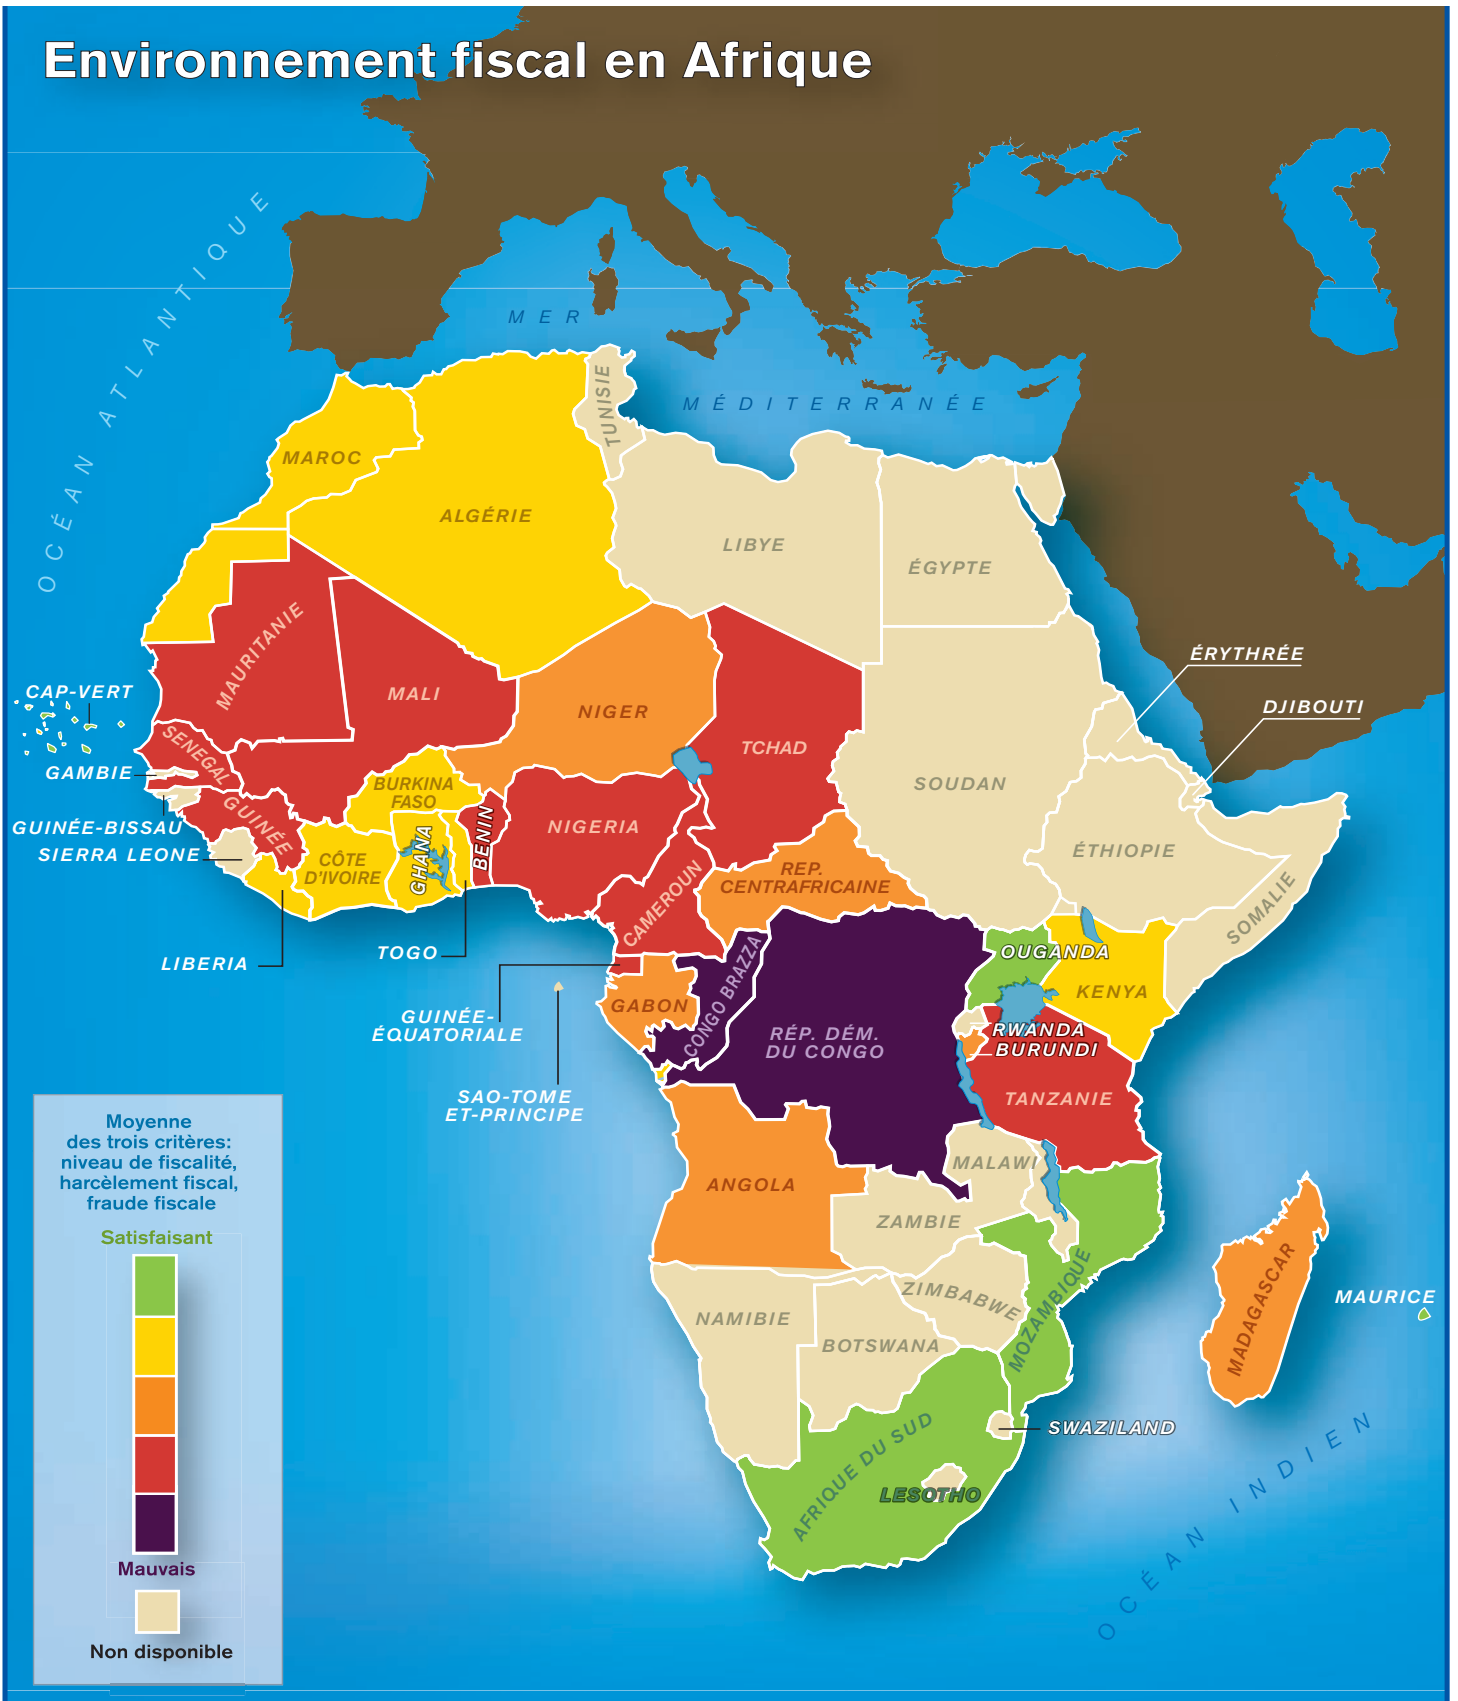 Environnement fiscal en Afrique
OCÉAN ATLANTIQUE
MER
MÉDITERRANÉE
TUNISIE
MAROC
ALGÉRIE
LIBYE
ÉGYPTE
MAURITANIE
MALI
NIGER
TCHAD
SOUDAN
ÉRYTHRÉE
DJIBOUTI
CAP-VERT
SENEGAL
GAMBIE
GUINÉE-BISSAU
GUINÉE
SIERRA LEONE
BURKINA
FASO
CÔTE
D'IVOIRE
GHANA
BENIN
NIGERIA
LIBERIA
TOGO
CAMEROUN
REP.
CENTRAFRICAINE
ÉTHIOPIE
SOMALIE
OUGANDA
KENYA
GUINÉE-
ÉQUATORIALE
GABON
CONGO BRAZZA
RÉP. DÉM.
DU CONGO
RWANDA
BURUNDI
TANZANIE
SAO-TOME
ET-PRINCIPE
ANGOLA
MALAWI
ZAMBIE
NAMIBIE
BOTSWANA
ZIMBABWE
MOZAMBIQUE
MADAGASCAR
MAURICE
AFRIQUE DU SUD
SWAZILAND
LESOTHO
OCÉAN INDIEN
Moyenne
des trois critères:
niveau de fiscalité,
harcèlement fiscal,
fraude fiscale
Satisfaisant
Mauvais
Non disponible